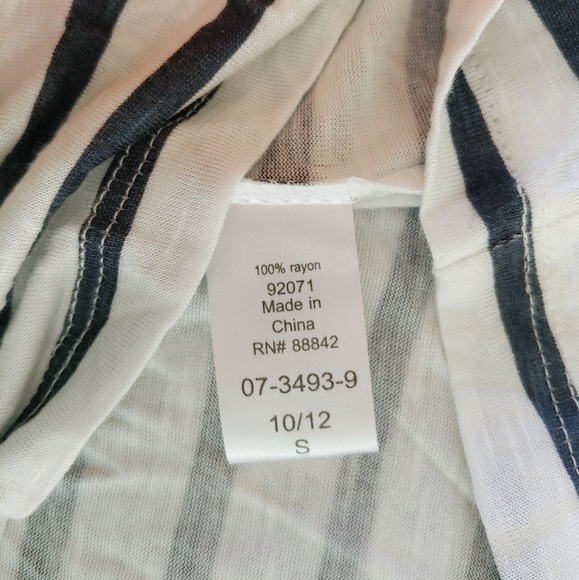 100% rayon
92071
Made in
China
RN# 88842
07-3493-9
10/12
S